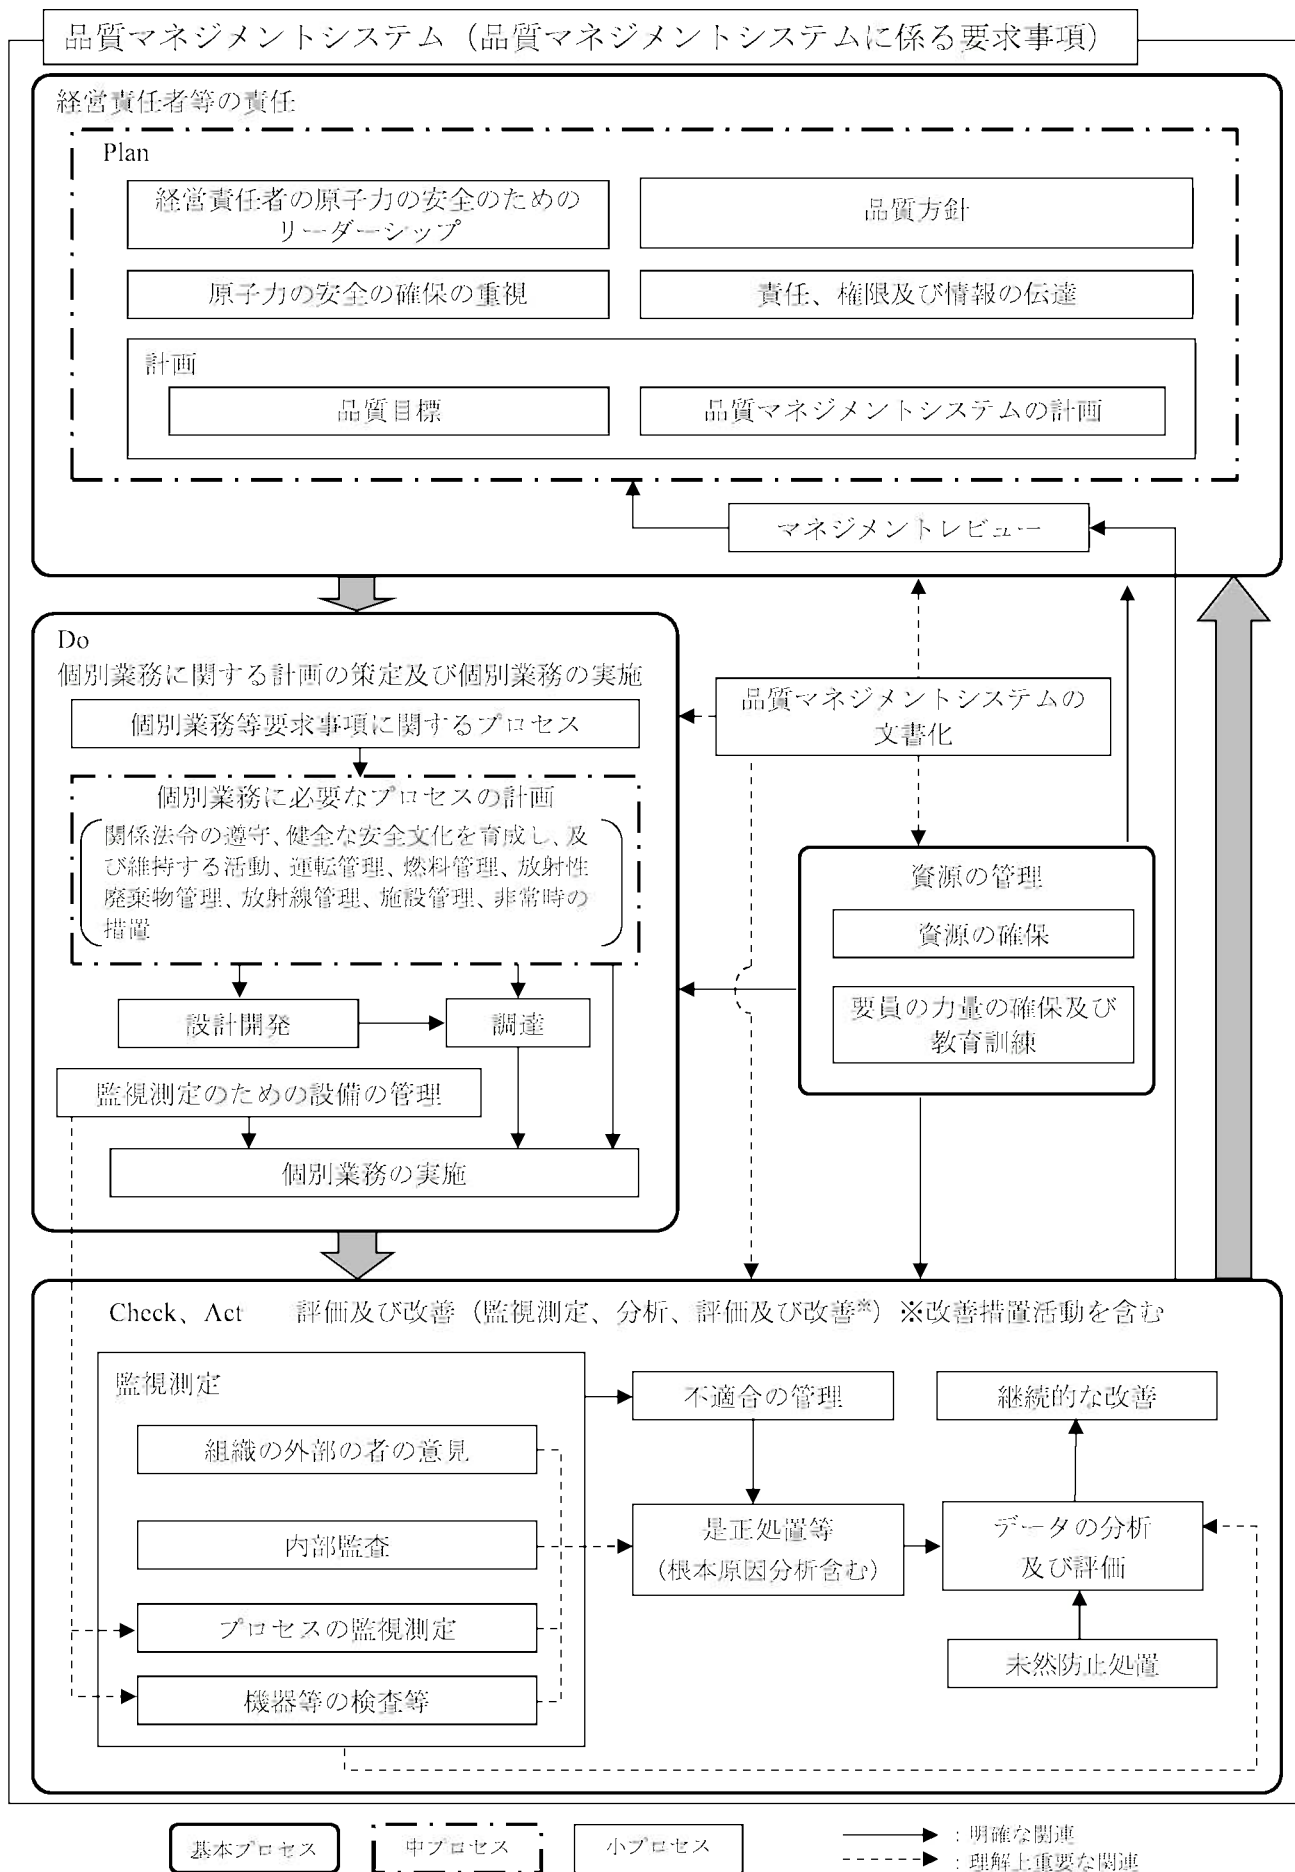 品質マネジメントシステム（品質マネジメントシステムに係る要求事項）
経営責任者等の責任
Plan
経営責任者の原子力の安全のための
リーダーシップ
品質方針
原子力の安全の確保の重視
責任、権限及び情報の伝達
計画
品質目標
品質マネジメントシステムの計画
マネジメントレビュー
Do
個別業務に関する計画の策定及び個別業務の実施
個別業務等要求事項に関するプロセス
個別業務に必要なプロセスの計画
関係法令の遵守、健全な安全文化を育成し、及
び維持する活動、運転管理、燃料管理、放射性
廃棄物管理、放射線管理、施設管理、非常時の
措置
設計開発
調達
監視測定のための設備の管理
個別業務の実施
品質マネジメントシステムの
文書化
資源の管理
資源の確保
要員の力量の確保及び
教育訓練
Check、Act 評価及び改善（監視測定、分析、評価及び改善※）※改善措置活動を含む
監視測定
組織の外部の者の意見
内部監査
プロセスの監視測定
機器等の検査等
不適合の管理
是正処置等
（根本原因分析含む）
継続的な改善
データの分析
及び評価
未然防止処置
基本プロセス
中プロセス
小プロセス
：明確な関連
：理解上重要な関連